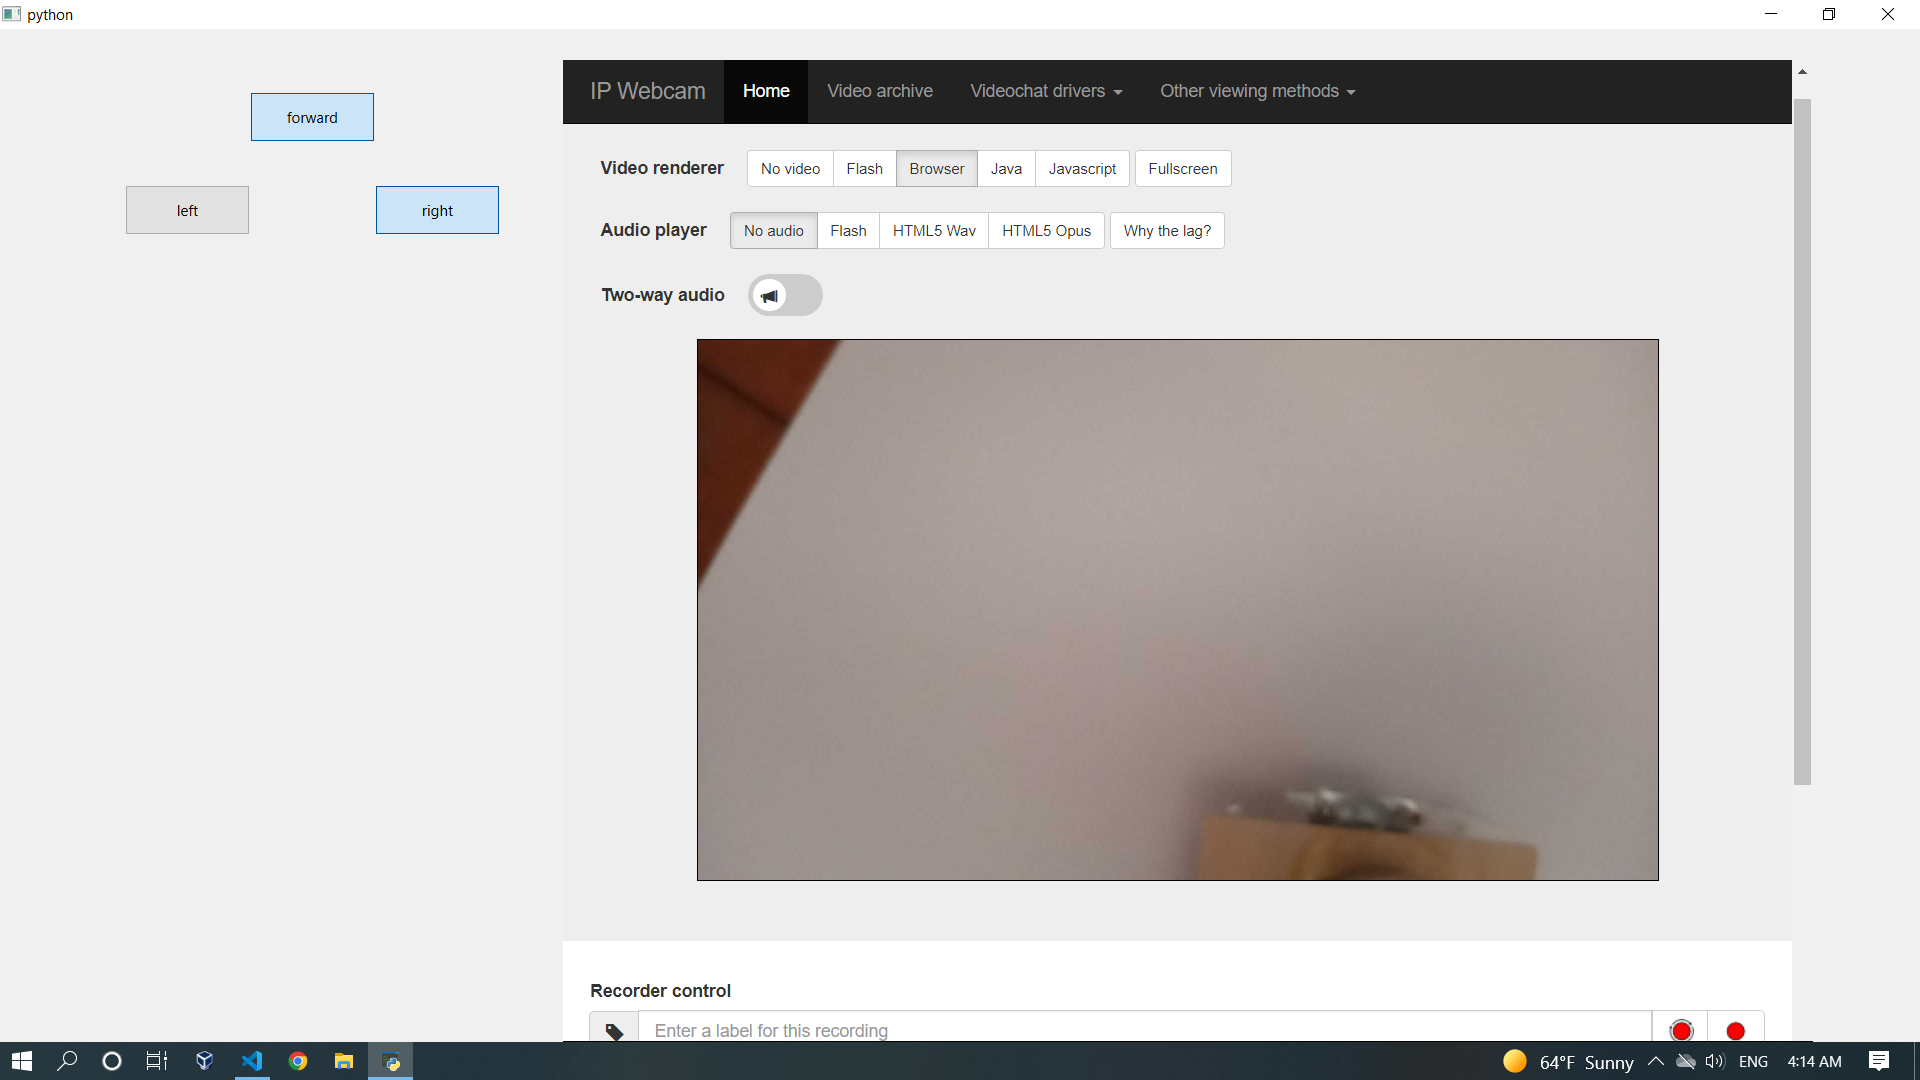 python
forward
left
right
IP Webcam Home Video archive Videochat drivers Other viewing methods
Video renderer No video Flash Browser Java Javascript Fullscreen
Audio player No audio Flash HTML5 Wav HTML5 Opus Why the lag?
Two-way audio
Recorder control
Enter a label for this recording
64°F Sunny ENG 4:14 AM